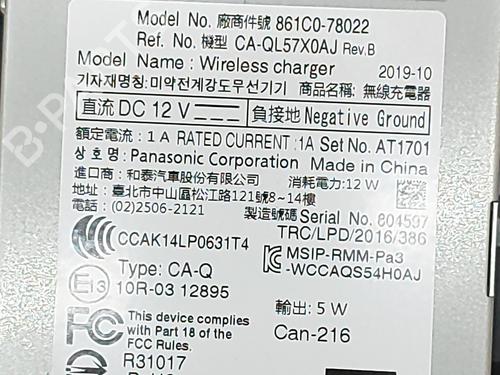 Model No. 廠商件號 861C0-78022
Ref. No. 機型 CA-QL57X0AJ Rev.B
Model Name : Wireless charger 2019-10
기자재명칭: 미약전계강도무선기기 商品名稱: 無線充電器
直流 DC 12 V 負接地 Negative Ground
額定電流: 1 A RATED CURRENT :1A Set No. AT1701
상 호 명 : Panasonic Corporation Made in China
進口商: 和泰汽車股份有限公司 消耗電力:12 W
地址: 臺北市中山區松江路121號8~14樓
電話: (02)2506-2121 製造號碼 Serial No. 804597
TRC/LPD/2016/386
CCAK14LP0631T4 MSIP-RMM-Pa3
-WCCAQS54H0AJ
Type: CA-Q
E13 10R-03 12895 輸出: 5 W
This device complies Can-216
FC with Part 18 of the
FCC Rules.
R31017
B-PARTS